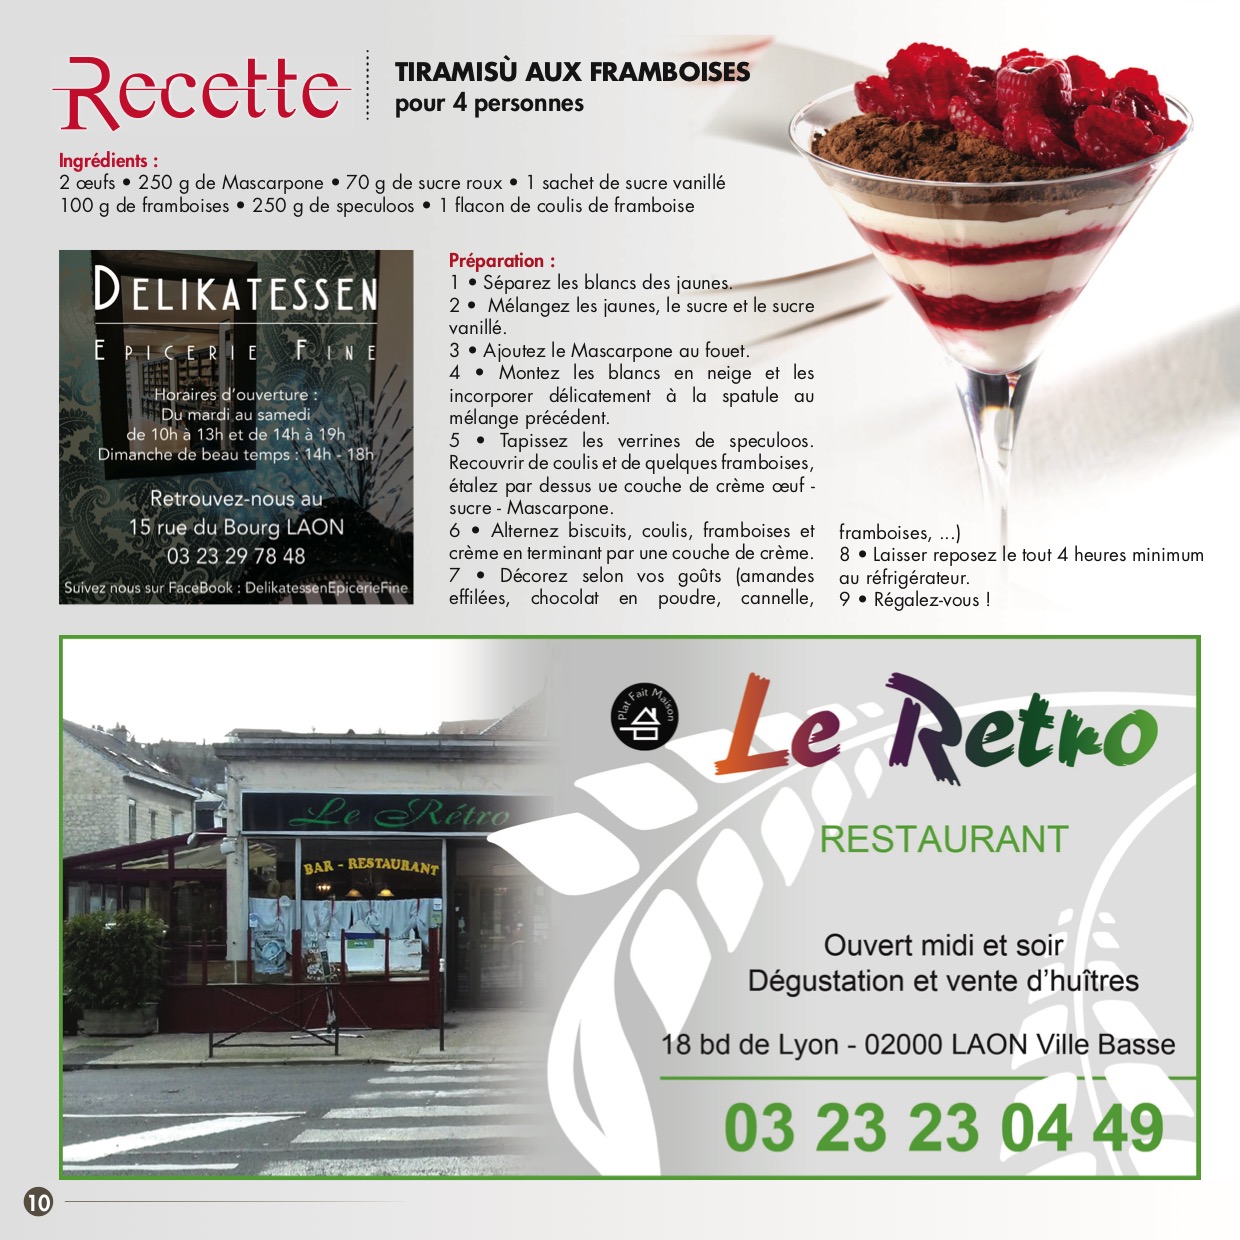 Recette
TIRAMISÙ AUX FRAMBOISES
pour 4 personnes
Ingrédients :
2 œufs • 250 g de Mascarpone • 70 g de sucre roux • 1 sachet de sucre vanillé
100 g de framboises • 250 g de speculoos • 1 flacon de coulis de framboise
DELIKATESSEN
EPICERIE FINE
Horaires d'ouverture :
Du mardi au samedi
de 10h à 13h et de 14h à 19h
Dimanche de beau temps : 14h - 18h
Retrouvez-nous au
15 rue du Bourg LAON
03 23 29 78 48
Suivez nous sur FaceBook : DelikatessenEpicerieFine
Préparation :
1 • Séparez les blancs des jaunes.
2 • Mélangez les jaunes, le sucre et le sucre
vanillé.
3 • Ajoutez le Mascarpone au fouet.
4 • Montez les blancs en neige et les
incorporer délicatement à la spatule au
mélange précédent.
5 • Tapissez les verrines de speculoos.
Recouvrir de coulis et de quelques framboises,
étalez par dessus ue couche de crème œuf -
sucre - Mascarpone.
6 • Alternez biscuits, coulis, framboises et
crème en terminant par une couche de crème.
7 • Décorez selon vos goûts (amandes
effilées, chocolat en poudre, cannelle,
framboises, ...)
8 • Laisser reposez le tout 4 heures minimum
au réfrigérateur.
9 • Régalez-vous !
Plat Fait Maison
Le Retro
RESTAURANT
Le Rétro
BAR - RESTAURANT
Ouvert midi et soir
Dégustation et vente d'huîtres
18 bd de Lyon - 02000 LAON Ville Basse
03 23 23 04 49
10